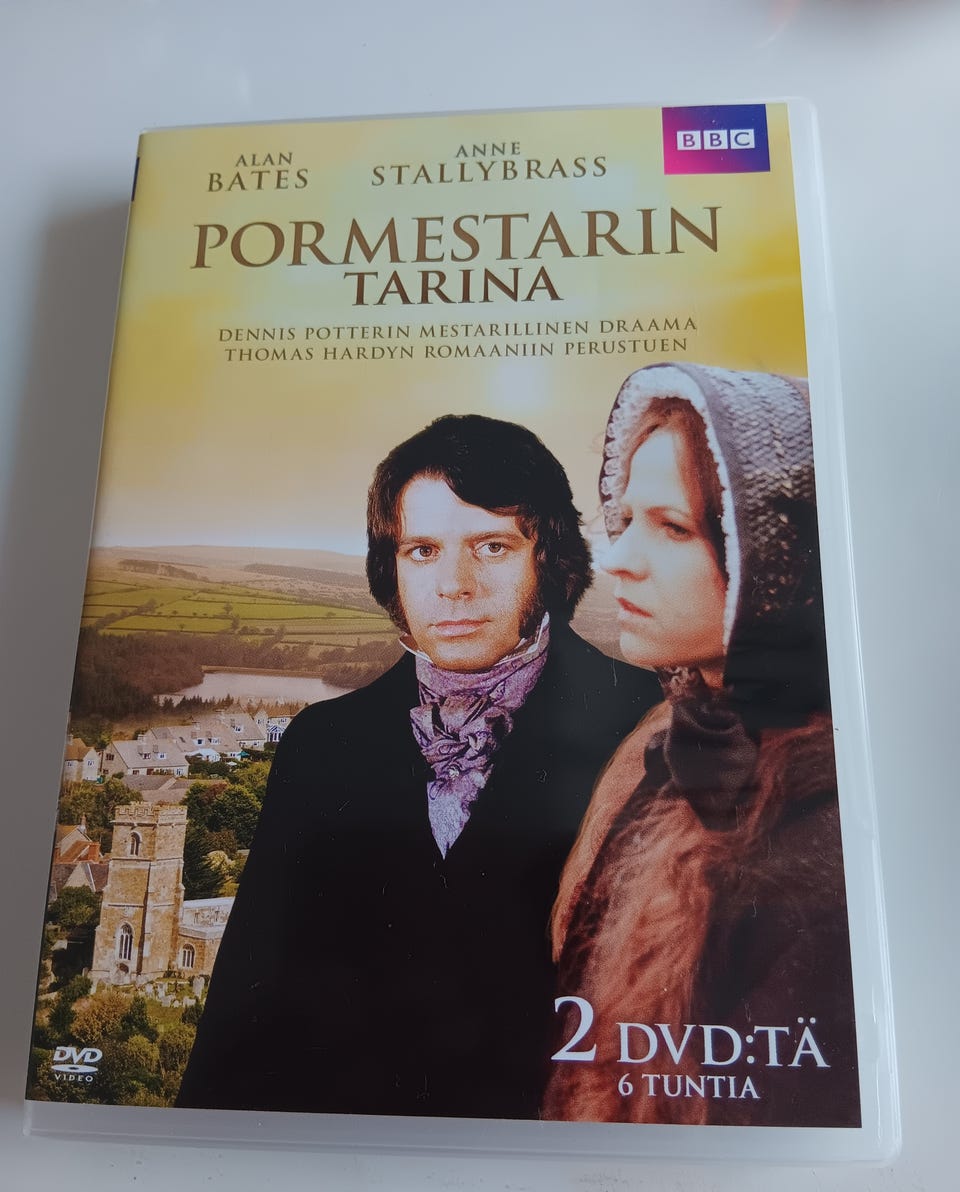 ALAN
BATES
ANNE
STALLYBRASS
BBC
PORMESTARIN
TARINA
DENNIS POTTERIN MESTARILLINEN DRAAMA
THOMAS HARDYN ROMAANIIN PERUSTUEN
2 DVD:TÄ
6 TUNTIA
DVD
VIDEO